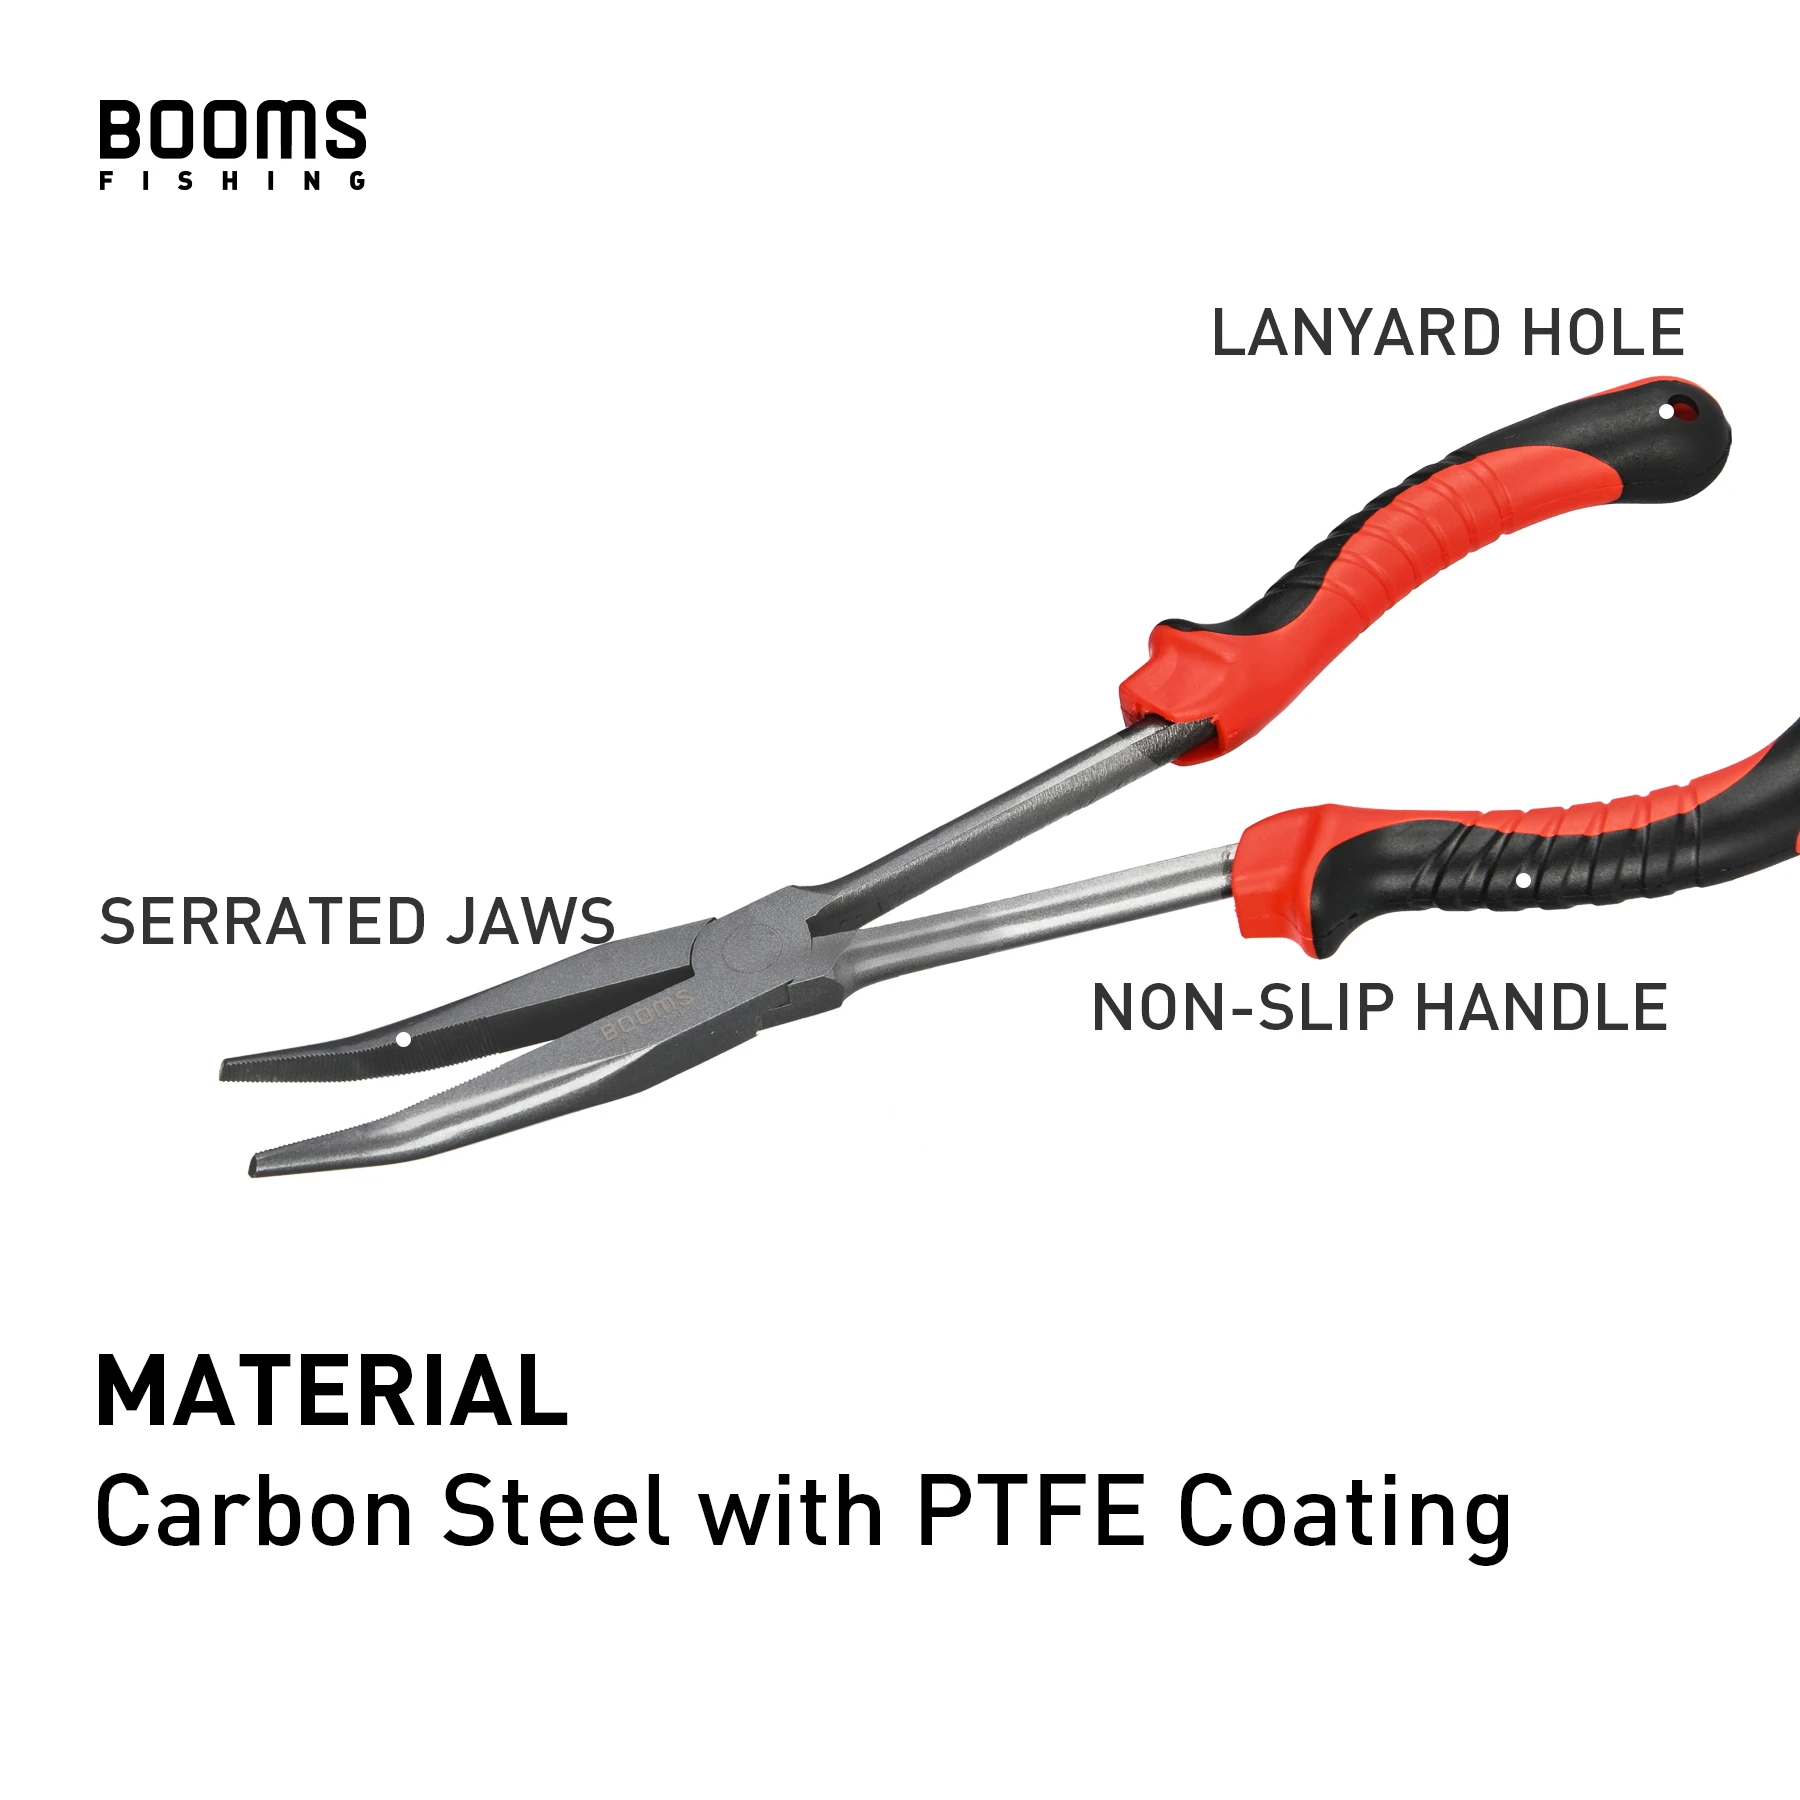 BOOMS
FISHING
LANYARD HOLE
SERRATED JAWS
BOOMS
NON-SLIP HANDLE
MATERIAL
Carbon Steel with PTFE Coating